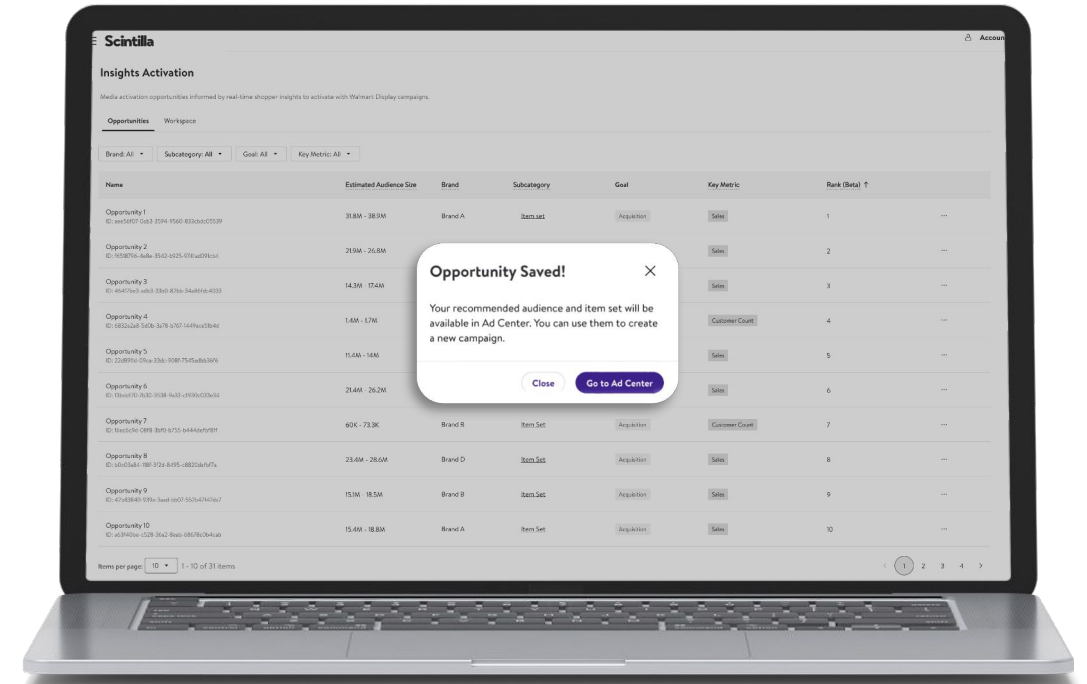 Scintilla
Accoun
Insights Activation
Media activation opportunities informed by real-time shopper insights to activate with Walmart Display campaigns.
Opportunities Workspace
Brand: All Subcategory: All Goal: All Key Metric: All
Name Estimated Audience Size Brand Subcategory Goal Key Metric Rank (Beta) ↑
Opportunity 1 31.8M - 38.9M Brand A Item set Acquisition Sales 1 ...
Opportunity 2 21.9M - 26.8M Sales 2 ...
Opportunity 3 14.3M - 17.4M Sales 3 ...
Opportunity 4 1.4M - 1.7M Customer Count 4 ...
Opportunity 5 11.4M - 14M Sales 5 ...
Opportunity 6 21.4M - 26.2M Sales 6 ...
Opportunity 7 60K - 73.3K Brand B Item Set Acquisition Customer Count 7 ...
Opportunity 8 23.4M - 28.6M Brand D Item Set Acquisition Sales 8 ...
Opportunity 9 15.1M - 18.5M Brand B Item Set Acquisition Sales 9 ...
Opportunity 10 15.4M - 18.8M Brand A Item Set Acquisition Sales 10 ...
Items per page: 10 1 - 10 of 31 items < 1 2 3 4 >
Opportunity Saved!
Your recommended audience and item set will be
available in Ad Center. You can use them to create
a new campaign.
Close Go to Ad Center